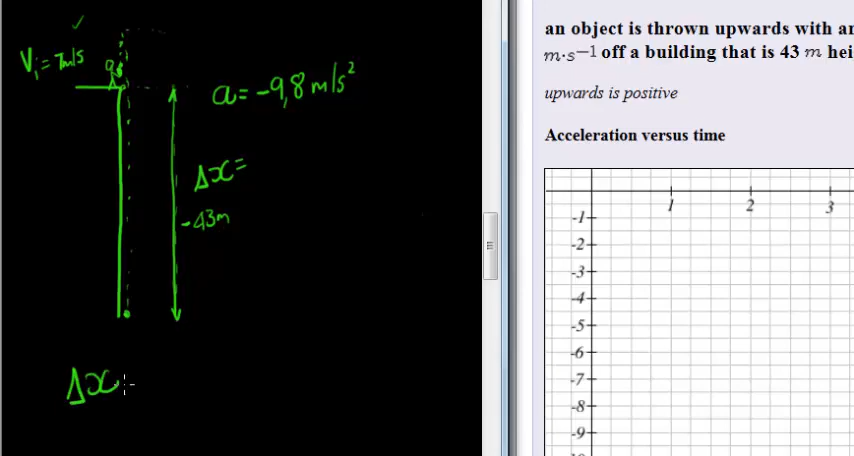 Vi = 7m/s
a = -9,8 m/s²
Δx =
-43m
Δx
an object is thrown upwards with an
m·s−1 off a building that is 43 m hei
upwards is positive
Acceleration versus time
1 2 3
-1
-2
-3
-4
-5
-6
-7
-8
-9